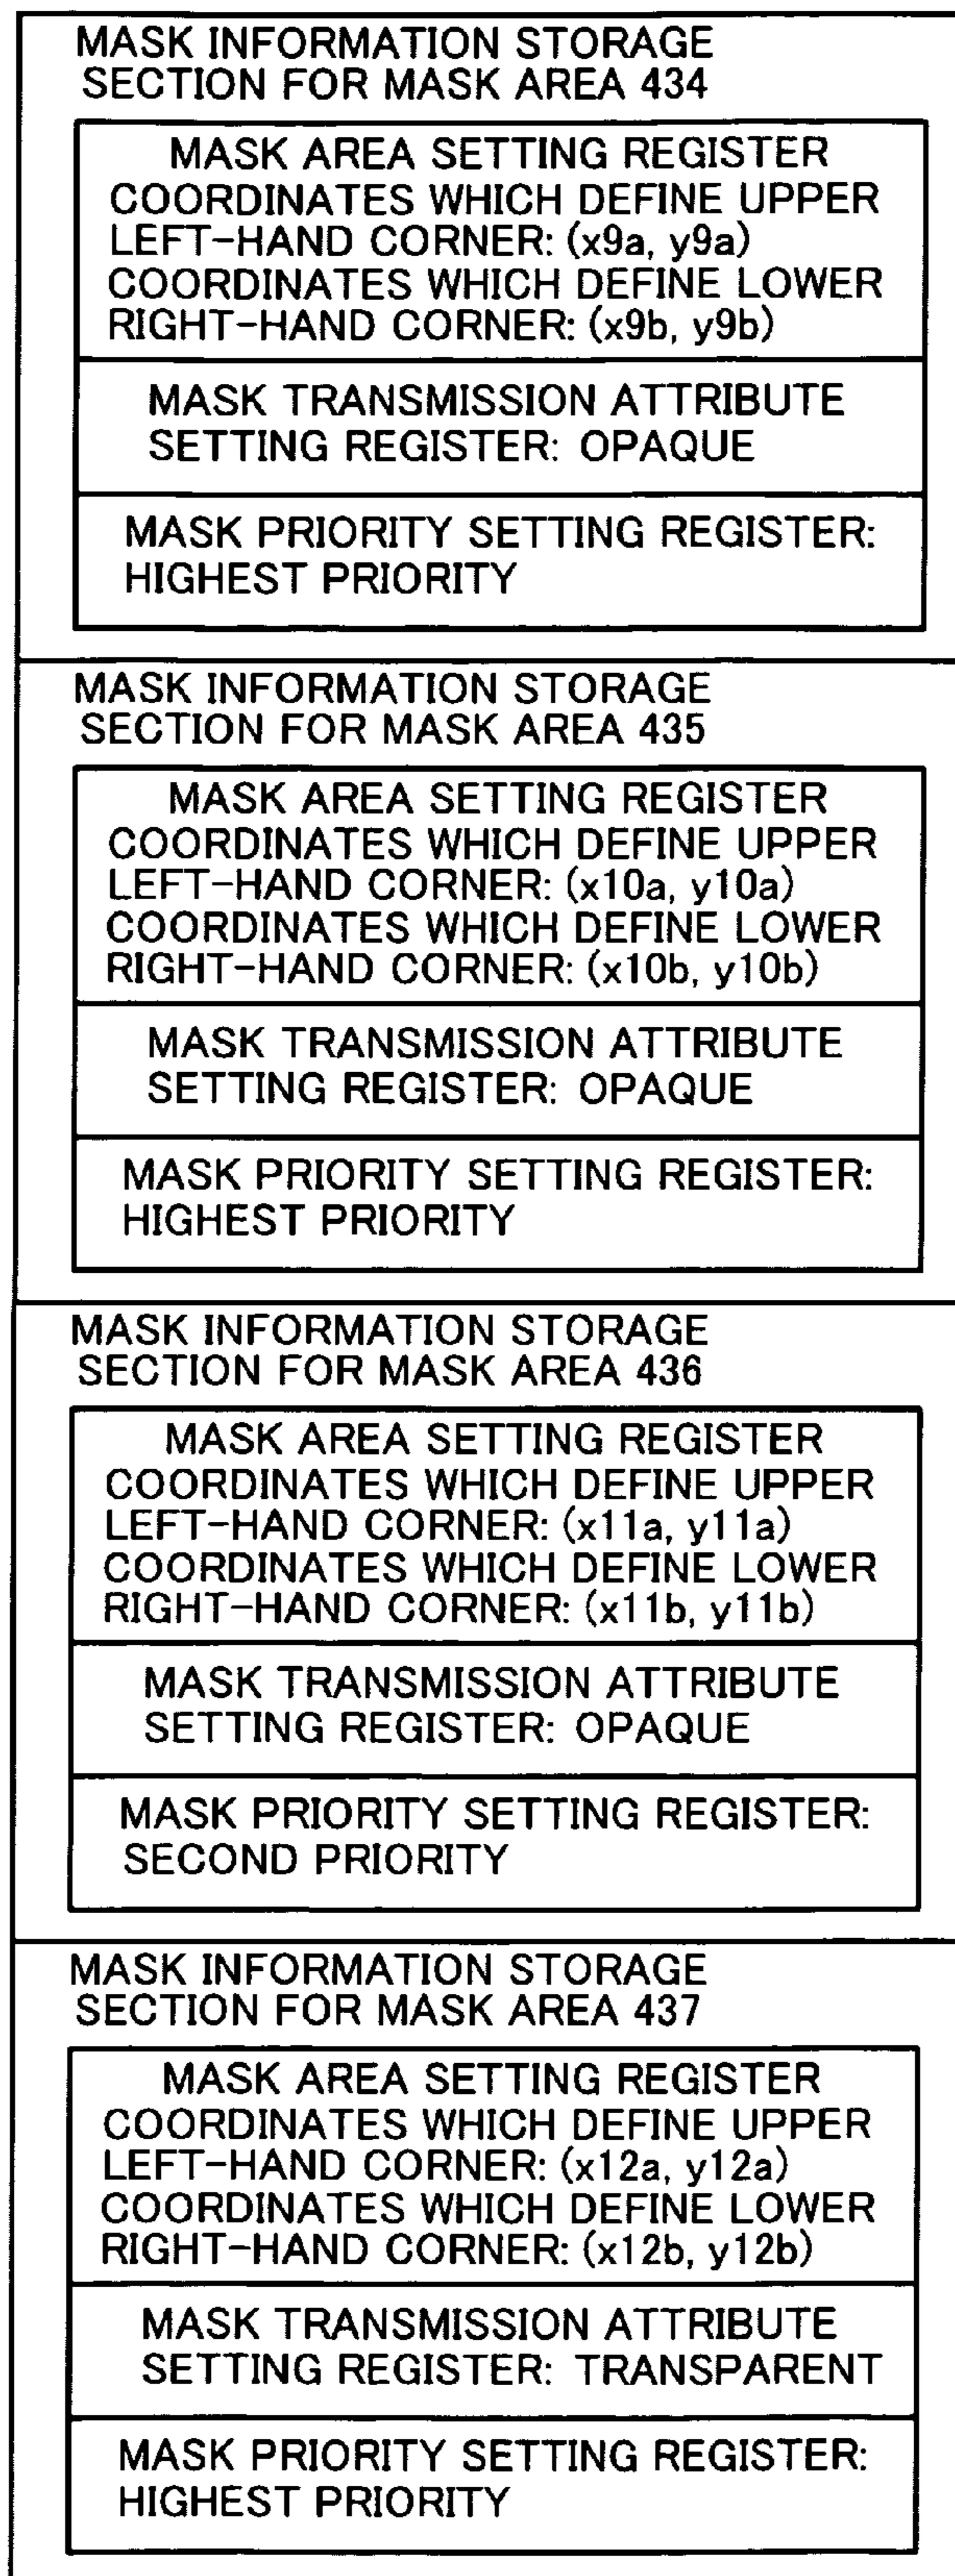 MASK INFORMATION STORAGE
SECTION FOR MASK AREA 434
MASK AREA SETTING REGISTER
COORDINATES WHICH DEFINE UPPER
LEFT-HAND CORNER: (x9a, y9a)
COORDINATES WHICH DEFINE LOWER
RIGHT-HAND CORNER: (x9b, y9b)
MASK TRANSMISSION ATTRIBUTE
SETTING REGISTER: OPAQUE
MASK PRIORITY SETTING REGISTER:
HIGHEST PRIORITY
MASK INFORMATION STORAGE
SECTION FOR MASK AREA 435
MASK AREA SETTING REGISTER
COORDINATES WHICH DEFINE UPPER
LEFT-HAND CORNER: (x10a, y10a)
COORDINATES WHICH DEFINE LOWER
RIGHT-HAND CORNER: (x10b, y10b)
MASK TRANSMISSION ATTRIBUTE
SETTING REGISTER: OPAQUE
MASK PRIORITY SETTING REGISTER:
HIGHEST PRIORITY
MASK INFORMATION STORAGE
SECTION FOR MASK AREA 436
MASK AREA SETTING REGISTER
COORDINATES WHICH DEFINE UPPER
LEFT-HAND CORNER: (x11a, y11a)
COORDINATES WHICH DEFINE LOWER
RIGHT-HAND CORNER: (x11b, y11b)
MASK TRANSMISSION ATTRIBUTE
SETTING REGISTER: OPAQUE
MASK PRIORITY SETTING REGISTER:
SECOND PRIORITY
MASK INFORMATION STORAGE
SECTION FOR MASK AREA 437
MASK AREA SETTING REGISTER
COORDINATES WHICH DEFINE UPPER
LEFT-HAND CORNER: (x12a, y12a)
COORDINATES WHICH DEFINE LOWER
RIGHT-HAND CORNER: (x12b, y12b)
MASK TRANSMISSION ATTRIBUTE
SETTING REGISTER: TRANSPARENT
MASK PRIORITY SETTING REGISTER:
HIGHEST PRIORITY